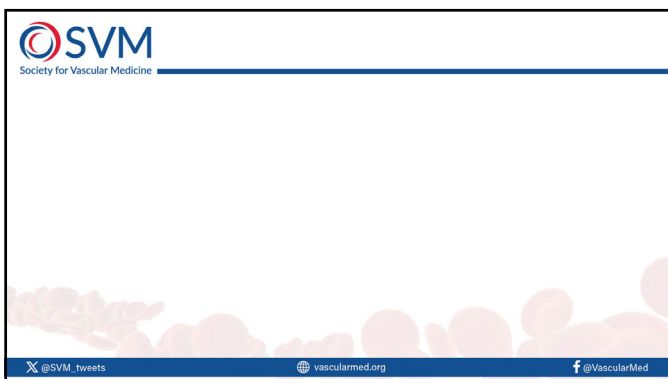 SVM
Society for Vascular Medicine
@SVM_tweets
vascularmed.org
@VascularMed